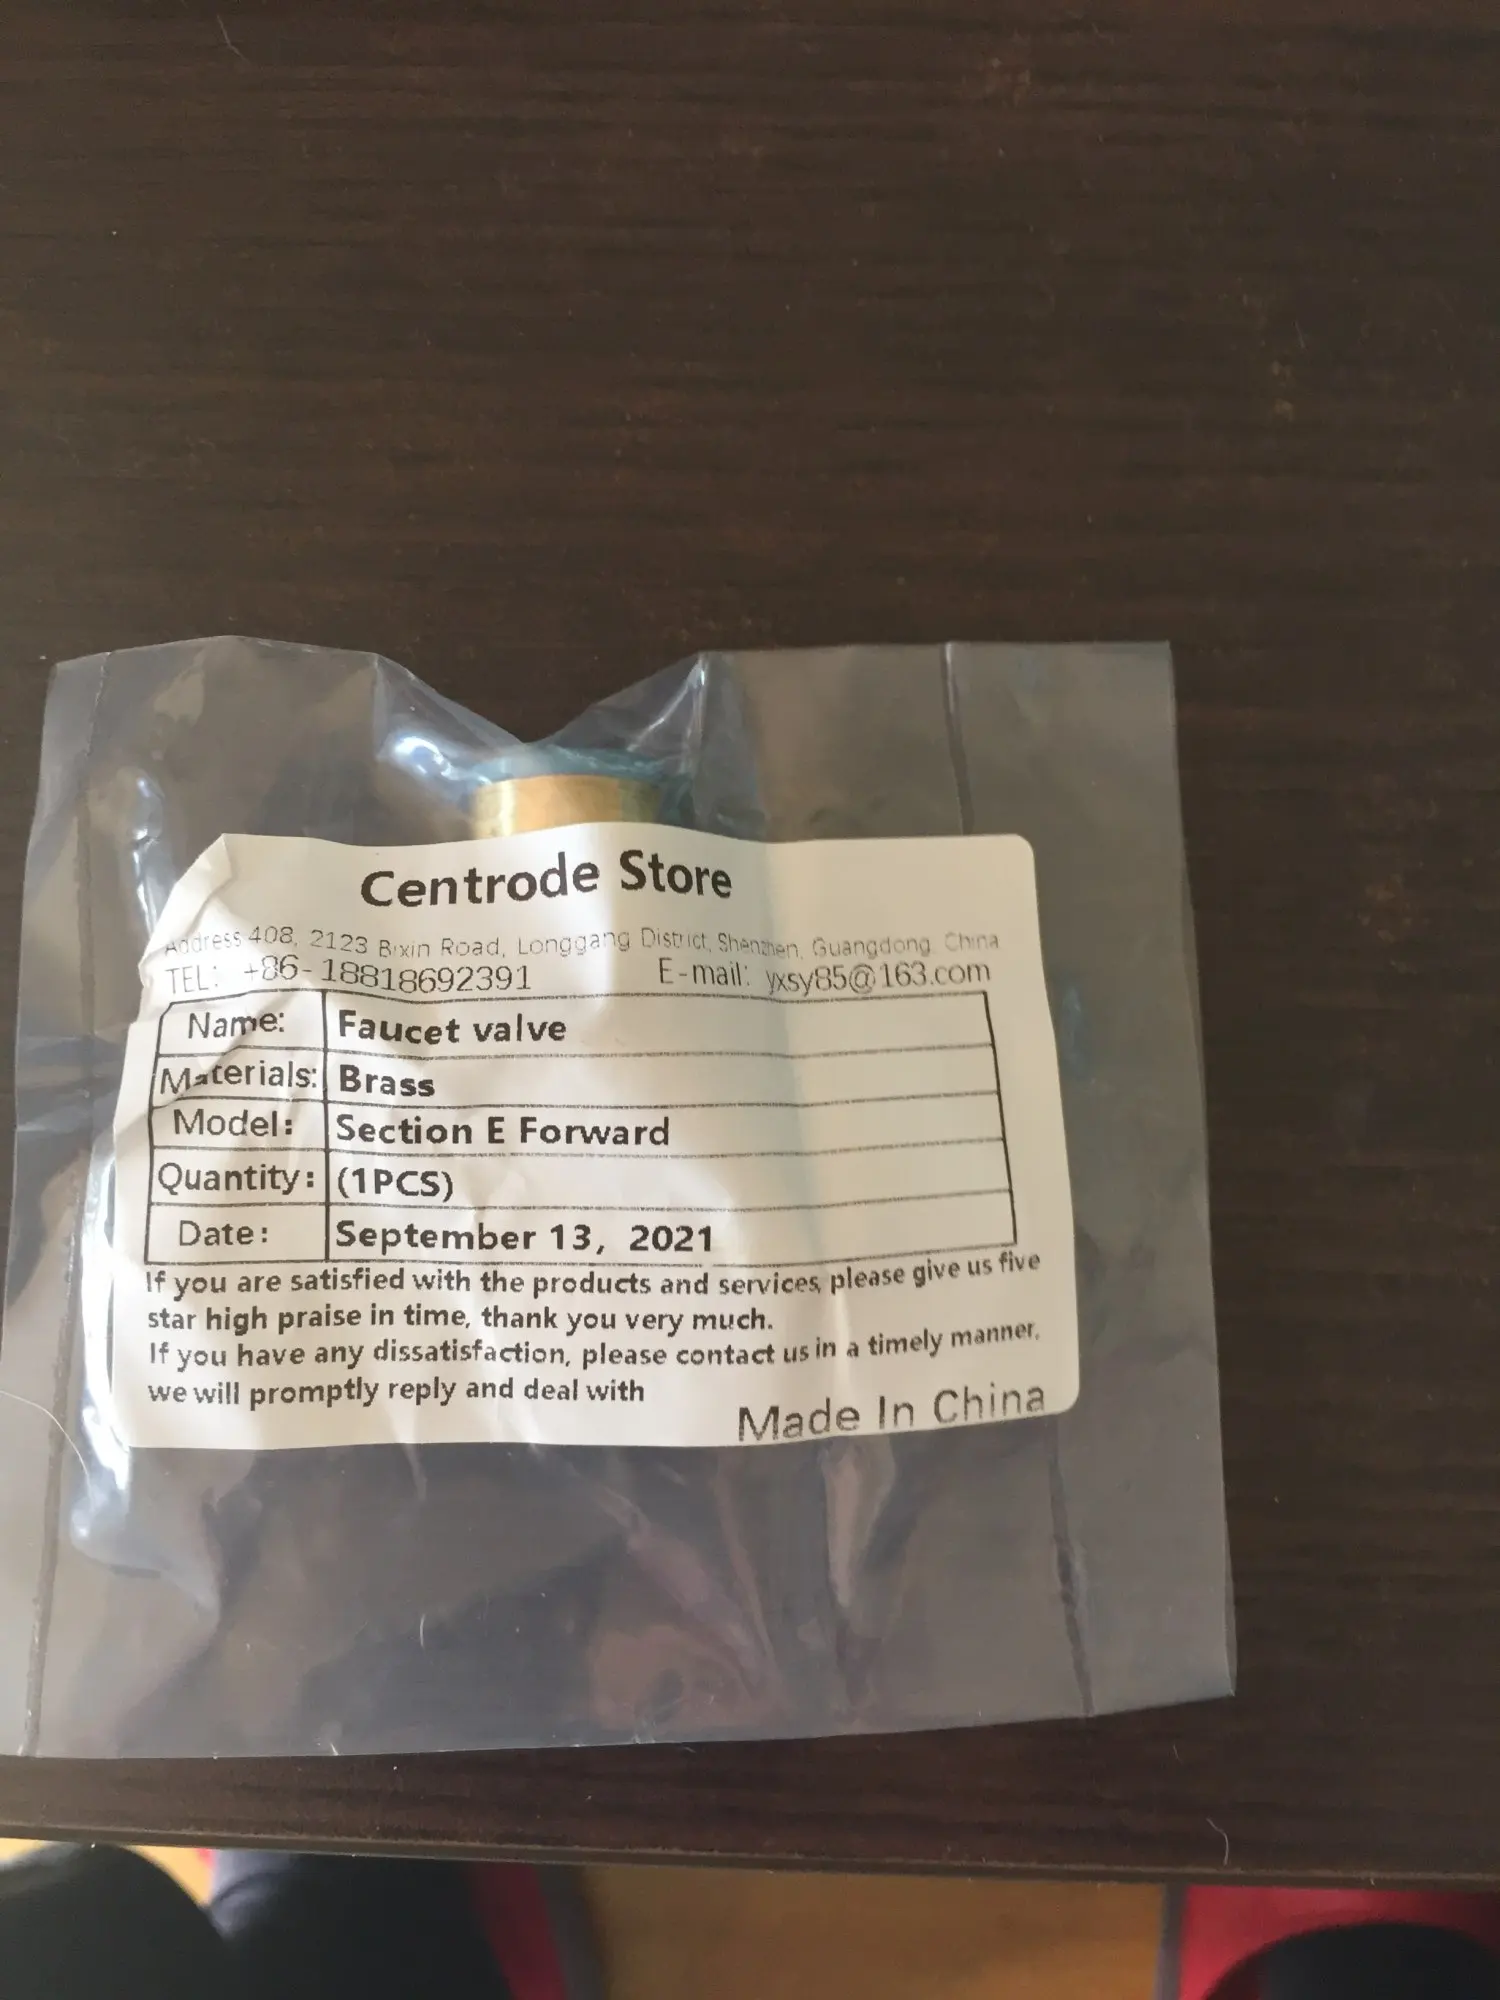 Centrode Store
Address 408, 2123 Bixin Road, Longgang District, Shenzhen, Guangdong. China
TEL: +86-18818692391 E-mail: yxsy85@163.com
Name: Faucet valve
Materials: Brass
Model: Section E Forward
Quantity: (1PCS)
Date: September 13, 2021
If you are satisfied with the products and services, please give us five
star high praise in time, thank you very much.
If you have any dissatisfaction, please contact us in a timely manner,
we will promptly reply and deal with
Made In China